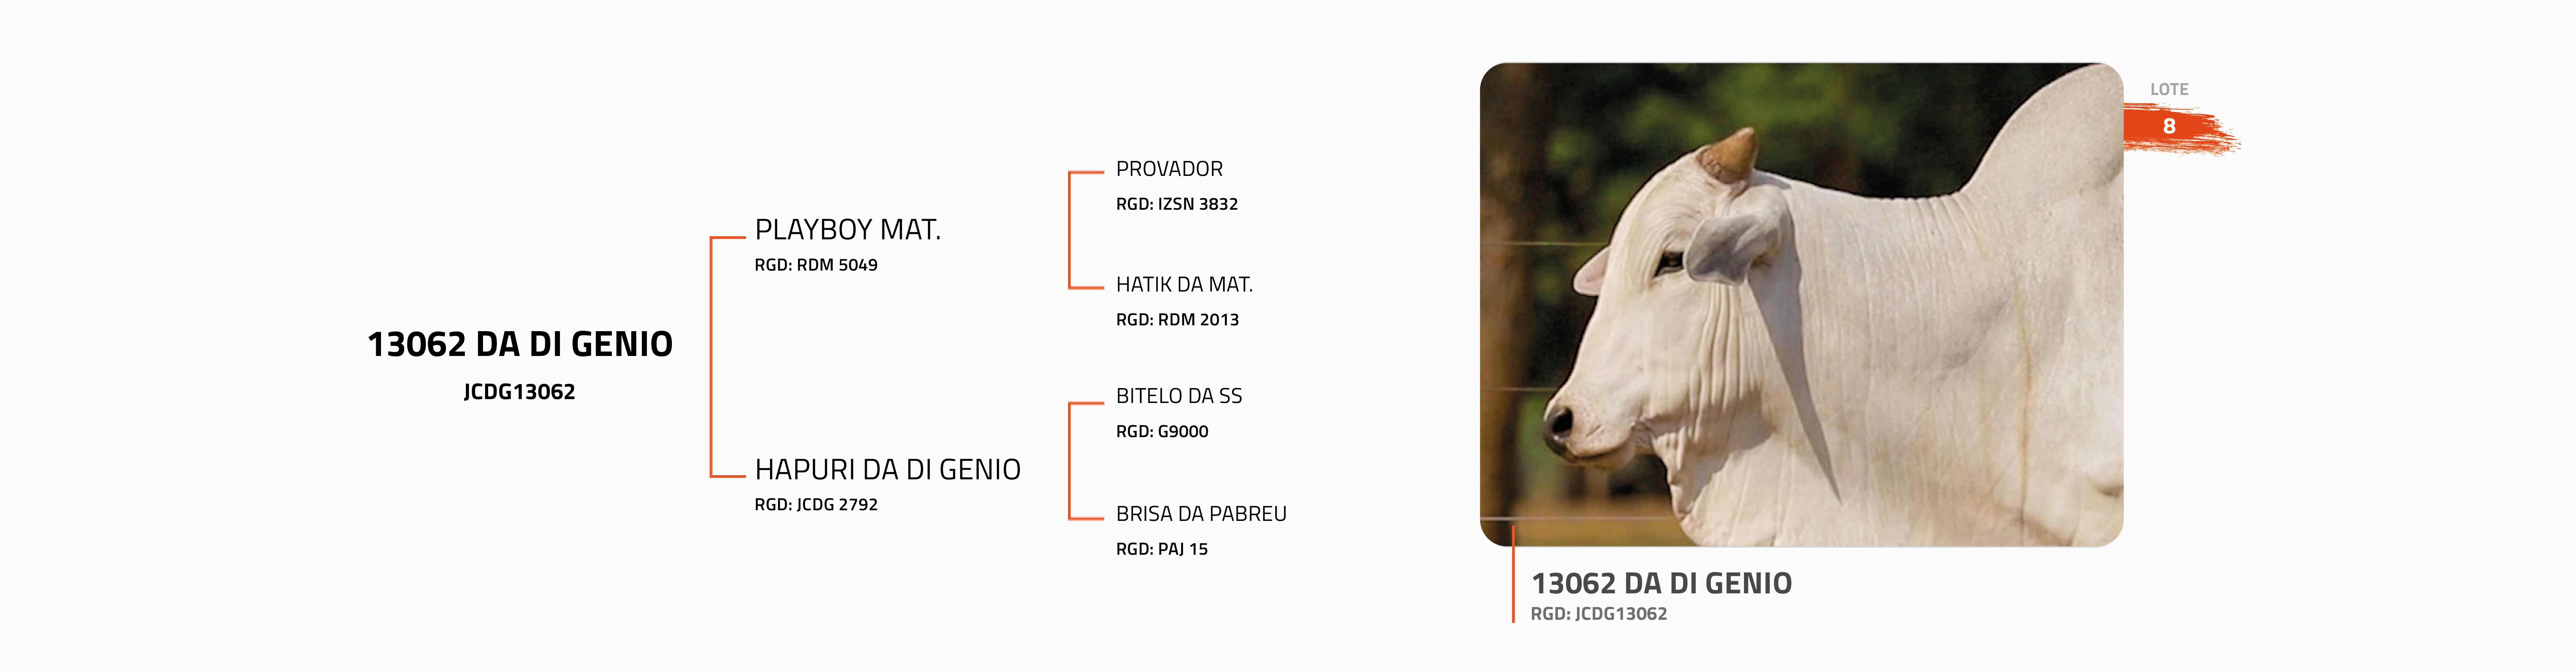 13062 DA DI GENIO
JCDG13062
PLAYBOY MAT.
RGD: RDM 5049
HAPURI DA DI GENIO
RGD: JCDG 2792
PROVADOR
RGD: IZSN 3832
HATIK DA MAT.
RGD: RDM 2013
BITELO DA SS
RGD: G9000
BRISA DA PABREU
RGD: PAJ 15
LOTE
8
13062 DA DI GENIO
RGD: JCDG13062